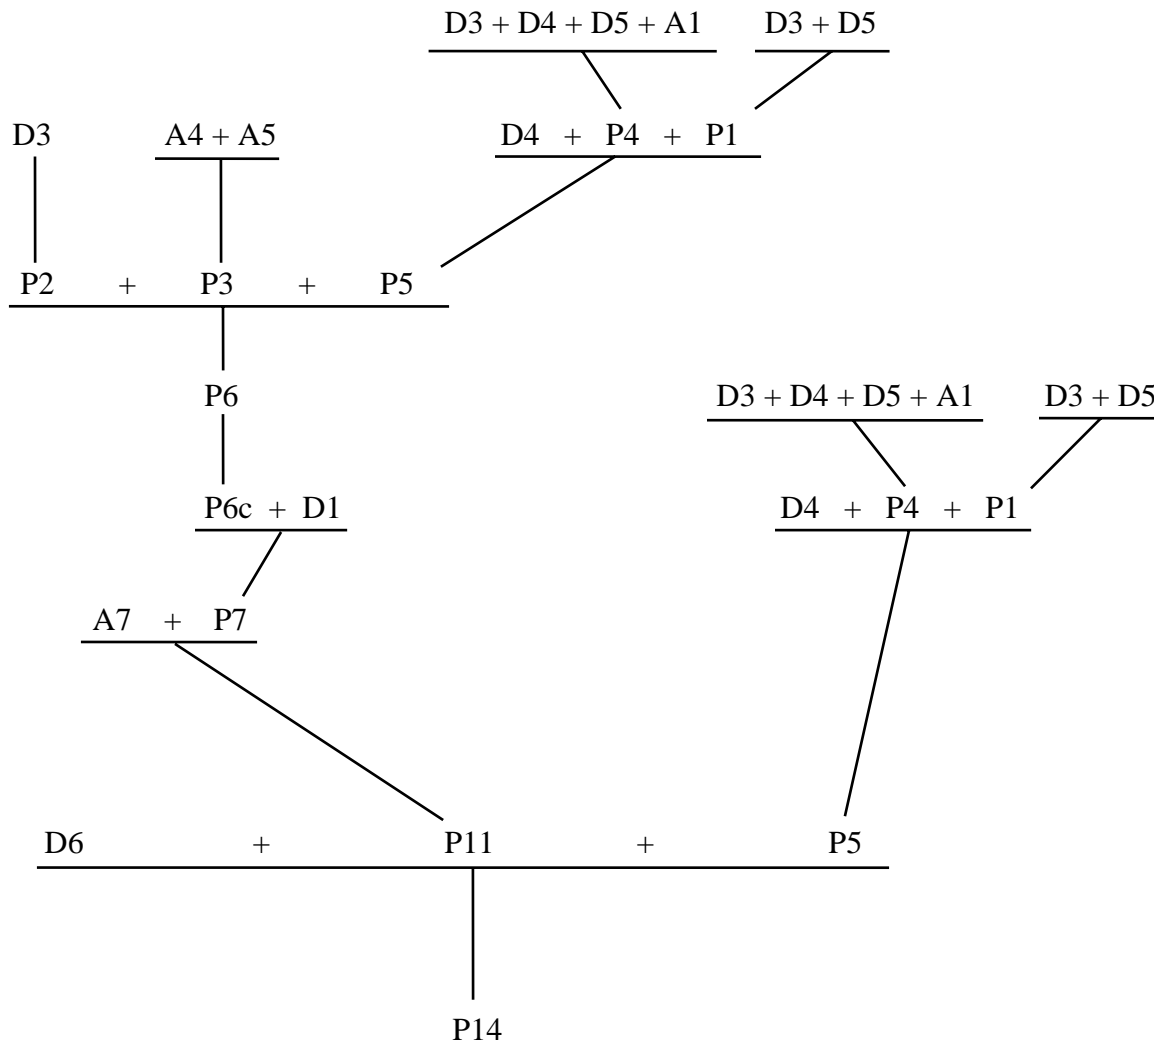 D3 + D4 + D5 + A1 D3 + D5
D3 A4 + A5 D4 + P4 + P1
P2 + P3 + P5
P6 D3 + D4 + D5 + A1 D3 + D5
P6c + D1 D4 + P4 + P1
A7 + P7
D6 + P11 + P5
P14